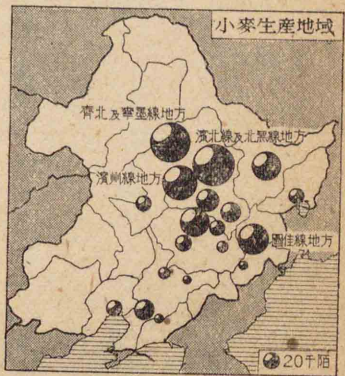 小麥生産地域
齊北及寧墨線地方
濱北線及北黑線地方
濱州線地方
圖佳線地方
20千陌